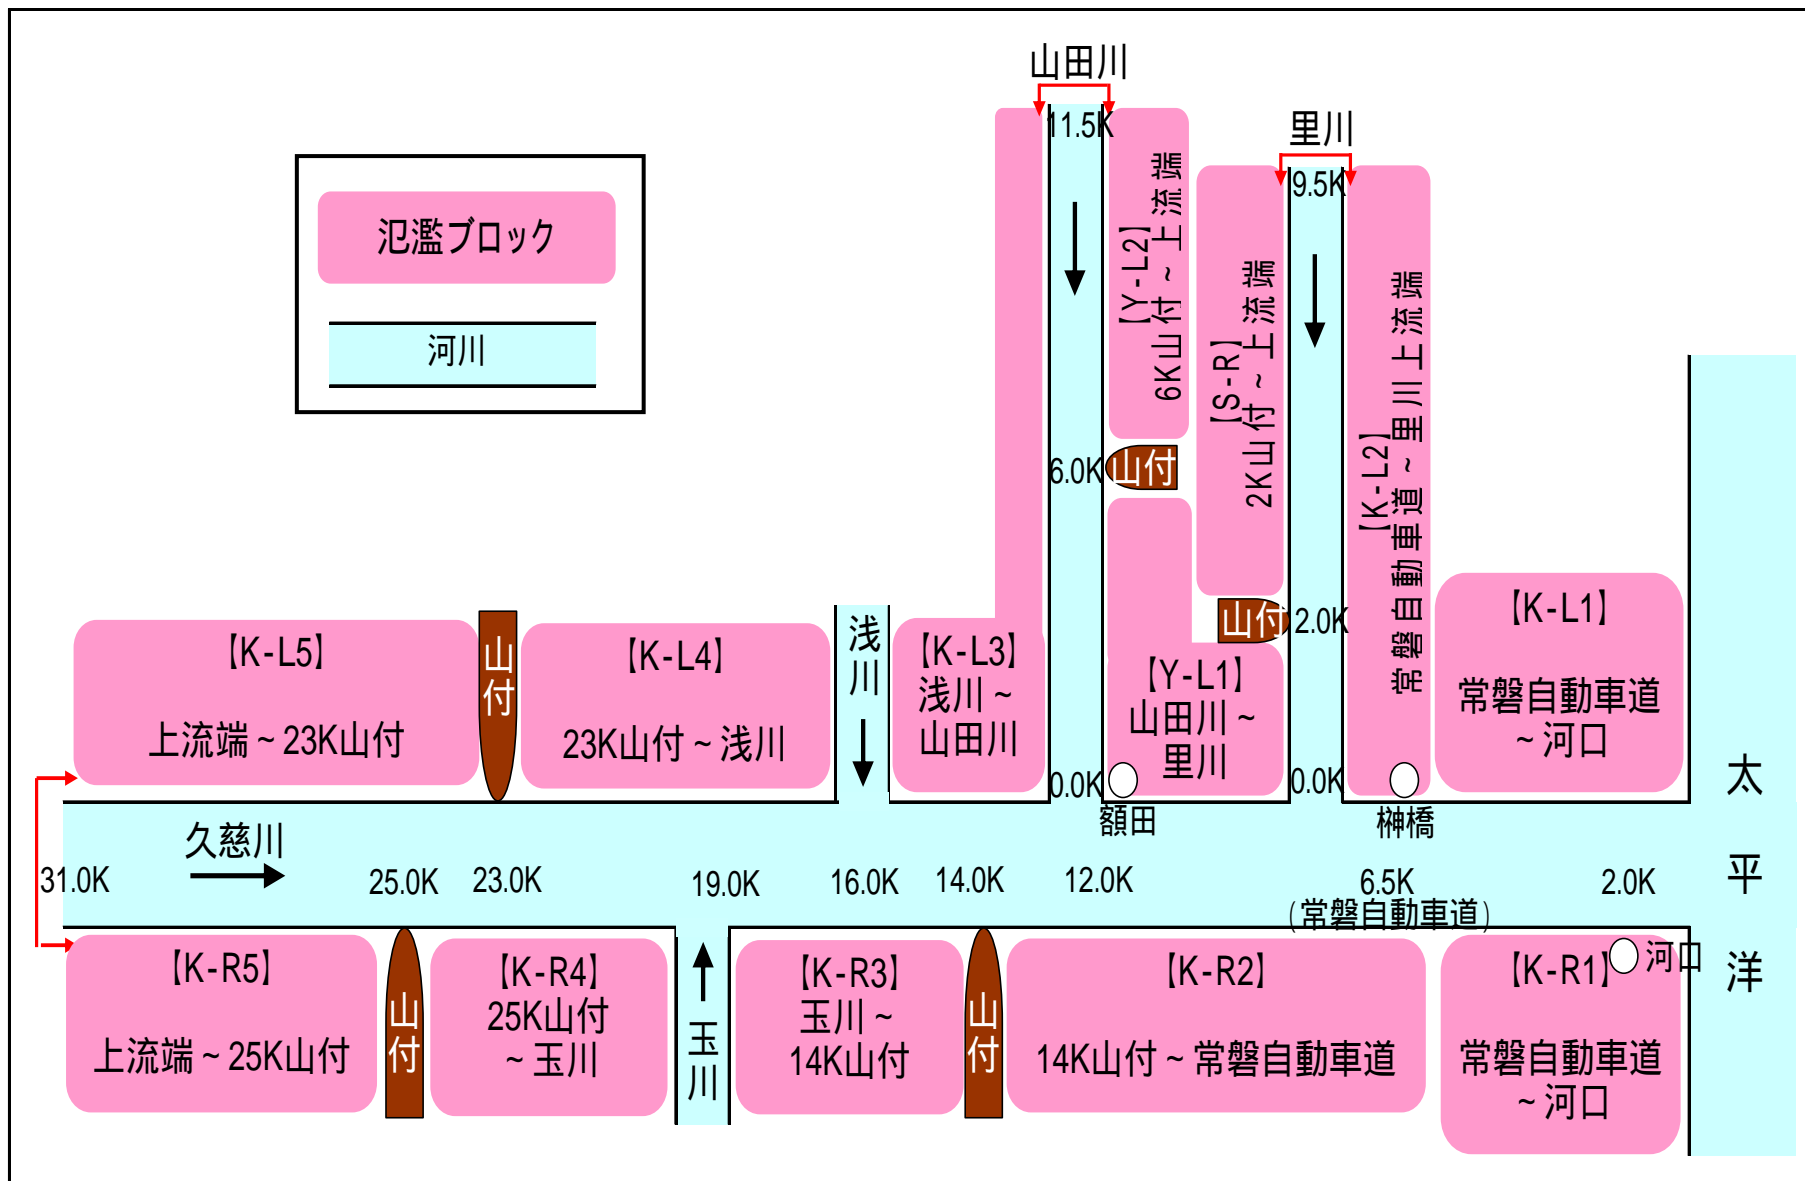 山田川
里川
11.5K
9.5K
氾濫ブロック
河川
【Y-L2】
6K山付~上流端
【S-R】
2K山付~上流端
【K-L2】
常磐自動車道~里川上流端
6.0K
山付
山付
2.0K
【K-L5】
上流端~23K山付
山付
【K-L4】
23K山付~浅川
浅川
【K-L3】
浅川~
山田川
【Y-L1】
山田川~
里川
【K-L1】
常磐自動車道
~河口
0.0K
0.0K
額田
榊橋
太平洋
久慈川
31.0K
25.0K
23.0K
19.0K
16.0K
14.0K
12.0K
6.5K
2.0K
(常磐自動車道)
【K-R5】
上流端~25K山付
山付
【K-R4】
25K山付
~玉川
玉川
【K-R3】
玉川~
14K山付
山付
【K-R2】
14K山付~常磐自動車道
【K-R1】
河口
常磐自動車道
~河口